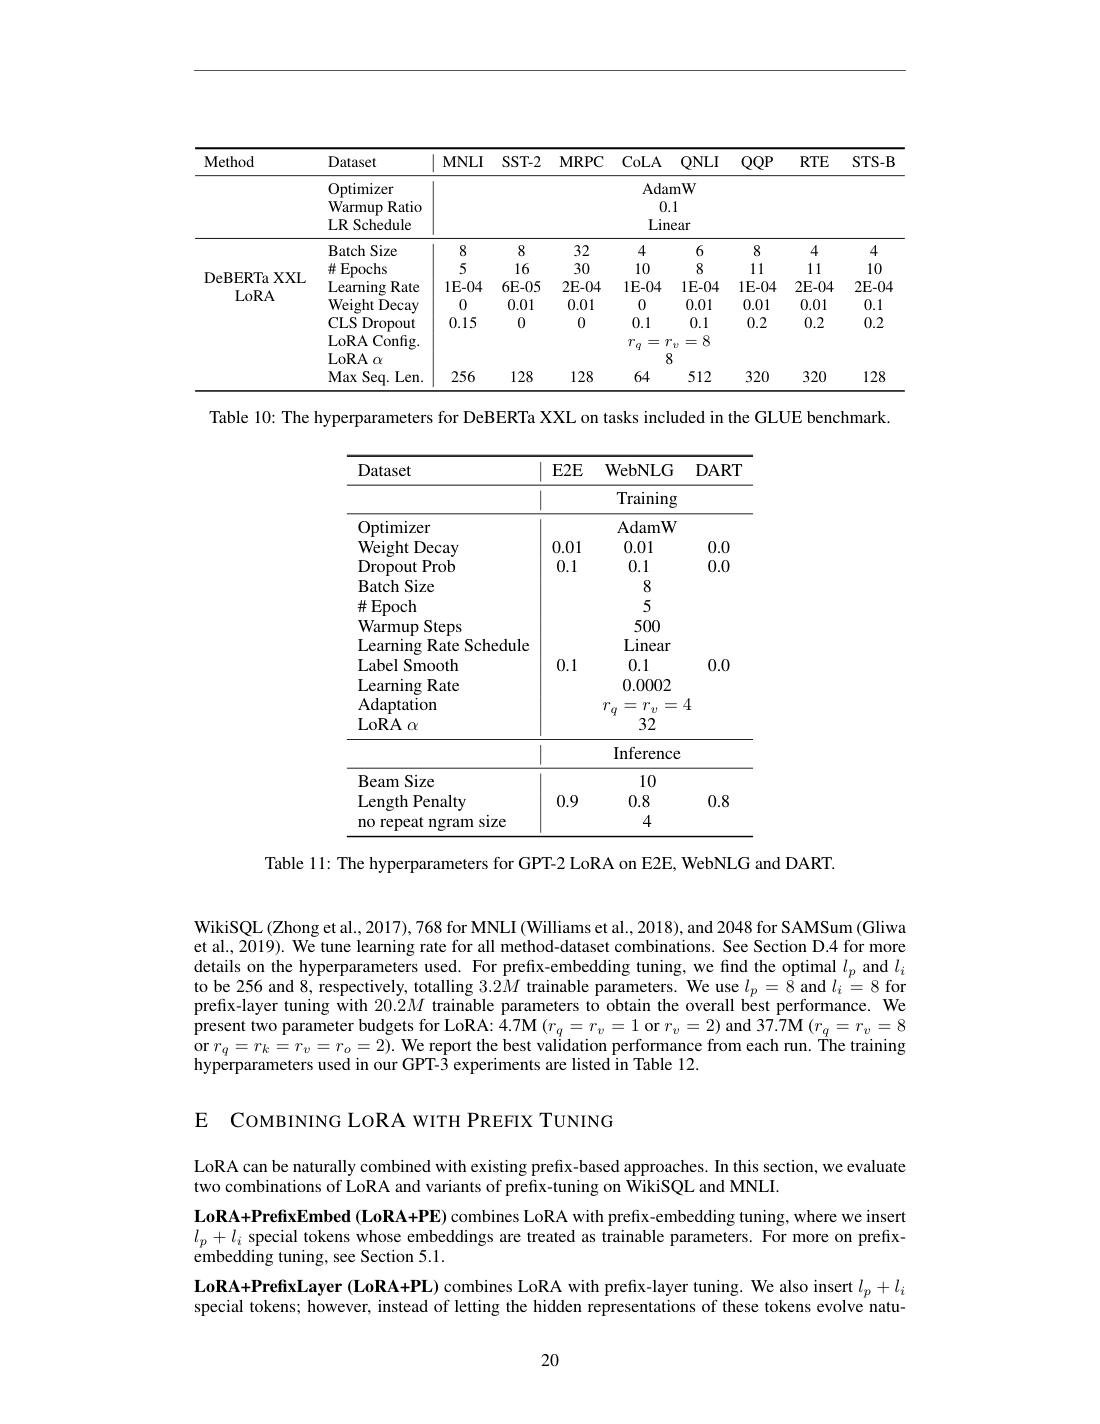 Method Dataset MNLI SST-2 MRPC CoLA QNLI QQP RTE STS-B
Optimizer AdamW
Warmup Ratio 0.1
LR Schedule Linear
DeBERTa XXL
LoRA
Batch Size 8 8 32 4 6 8 4 4
# Epochs 5 16 30 10 8 11 11 10
Learning Rate 1E-04 6E-05 2E-04 1E-04 1E-04 1E-04 2E-04 2E-04
Weight Decay 0 0.01 0.01 0 0.01 0.01 0.01 0.1
CLS Dropout 0.15 0 0 0.1 0.1 0.2 0.2 0.2
LoRA Config. r_q = r_v = 8
LoRA α 8
Max Seq. Len. 256 128 128 64 512 320 320 128
Table 10: The hyperparameters for DeBERTa XXL on tasks included in the GLUE benchmark.
Dataset E2E WebNLG DART
Training
Optimizer AdamW
Weight Decay 0.01 0.01 0.0
Dropout Prob 0.1 0.1 0.0
Batch Size 8
# Epoch 5
Warmup Steps 500
Learning Rate Schedule Linear
Label Smooth 0.1 0.1 0.0
Learning Rate 0.0002
Adaptation r_q = r_v = 4
LoRA α 32
Inference
Beam Size 10
Length Penalty 0.9 0.8 0.8
no repeat ngram size 4
Table 11: The hyperparameters for GPT-2 LoRA on E2E, WebNLG and DART.
WikiSQL (Zhong et al., 2017), 768 for MNLI (Williams et al., 2018), and 2048 for SAMSum (Gliwa
et al., 2019). We tune learning rate for all method-dataset combinations. See Section D.4 for more
details on the hyperparameters used. For prefix-embedding tuning, we find the optimal l_p and l_i
to be 256 and 8, respectively, totalling 3.2M trainable parameters. We use l_p = 8 and l_i = 8 for
prefix-layer tuning with 20.2M trainable parameters to obtain the overall best performance. We
present two parameter budgets for LoRA: 4.7M (r_q = r_v = 1 or r_v = 2) and 37.7M (r_q = r_v = 8
or r_q = r_k = r_v = r_o = 2). We report the best validation performance from each run. The training
hyperparameters used in our GPT-3 experiments are listed in Table 12.
E COMBINING LORA WITH PREFIX TUNING
LoRA can be naturally combined with existing prefix-based approaches. In this section, we evaluate
two combinations of LoRA and variants of prefix-tuning on WikiSQL and MNLI.
LoRA+PrefixEmbed (LoRA+PE) combines LoRA with prefix-embedding tuning, where we insert
l_p + l_i special tokens whose embeddings are treated as trainable parameters. For more on prefix-
embedding tuning, see Section 5.1.
LoRA+PrefixLayer (LoRA+PL) combines LoRA with prefix-layer tuning. We also insert l_p + l_i
special tokens; however, instead of letting the hidden representations of these tokens evolve natu-
20